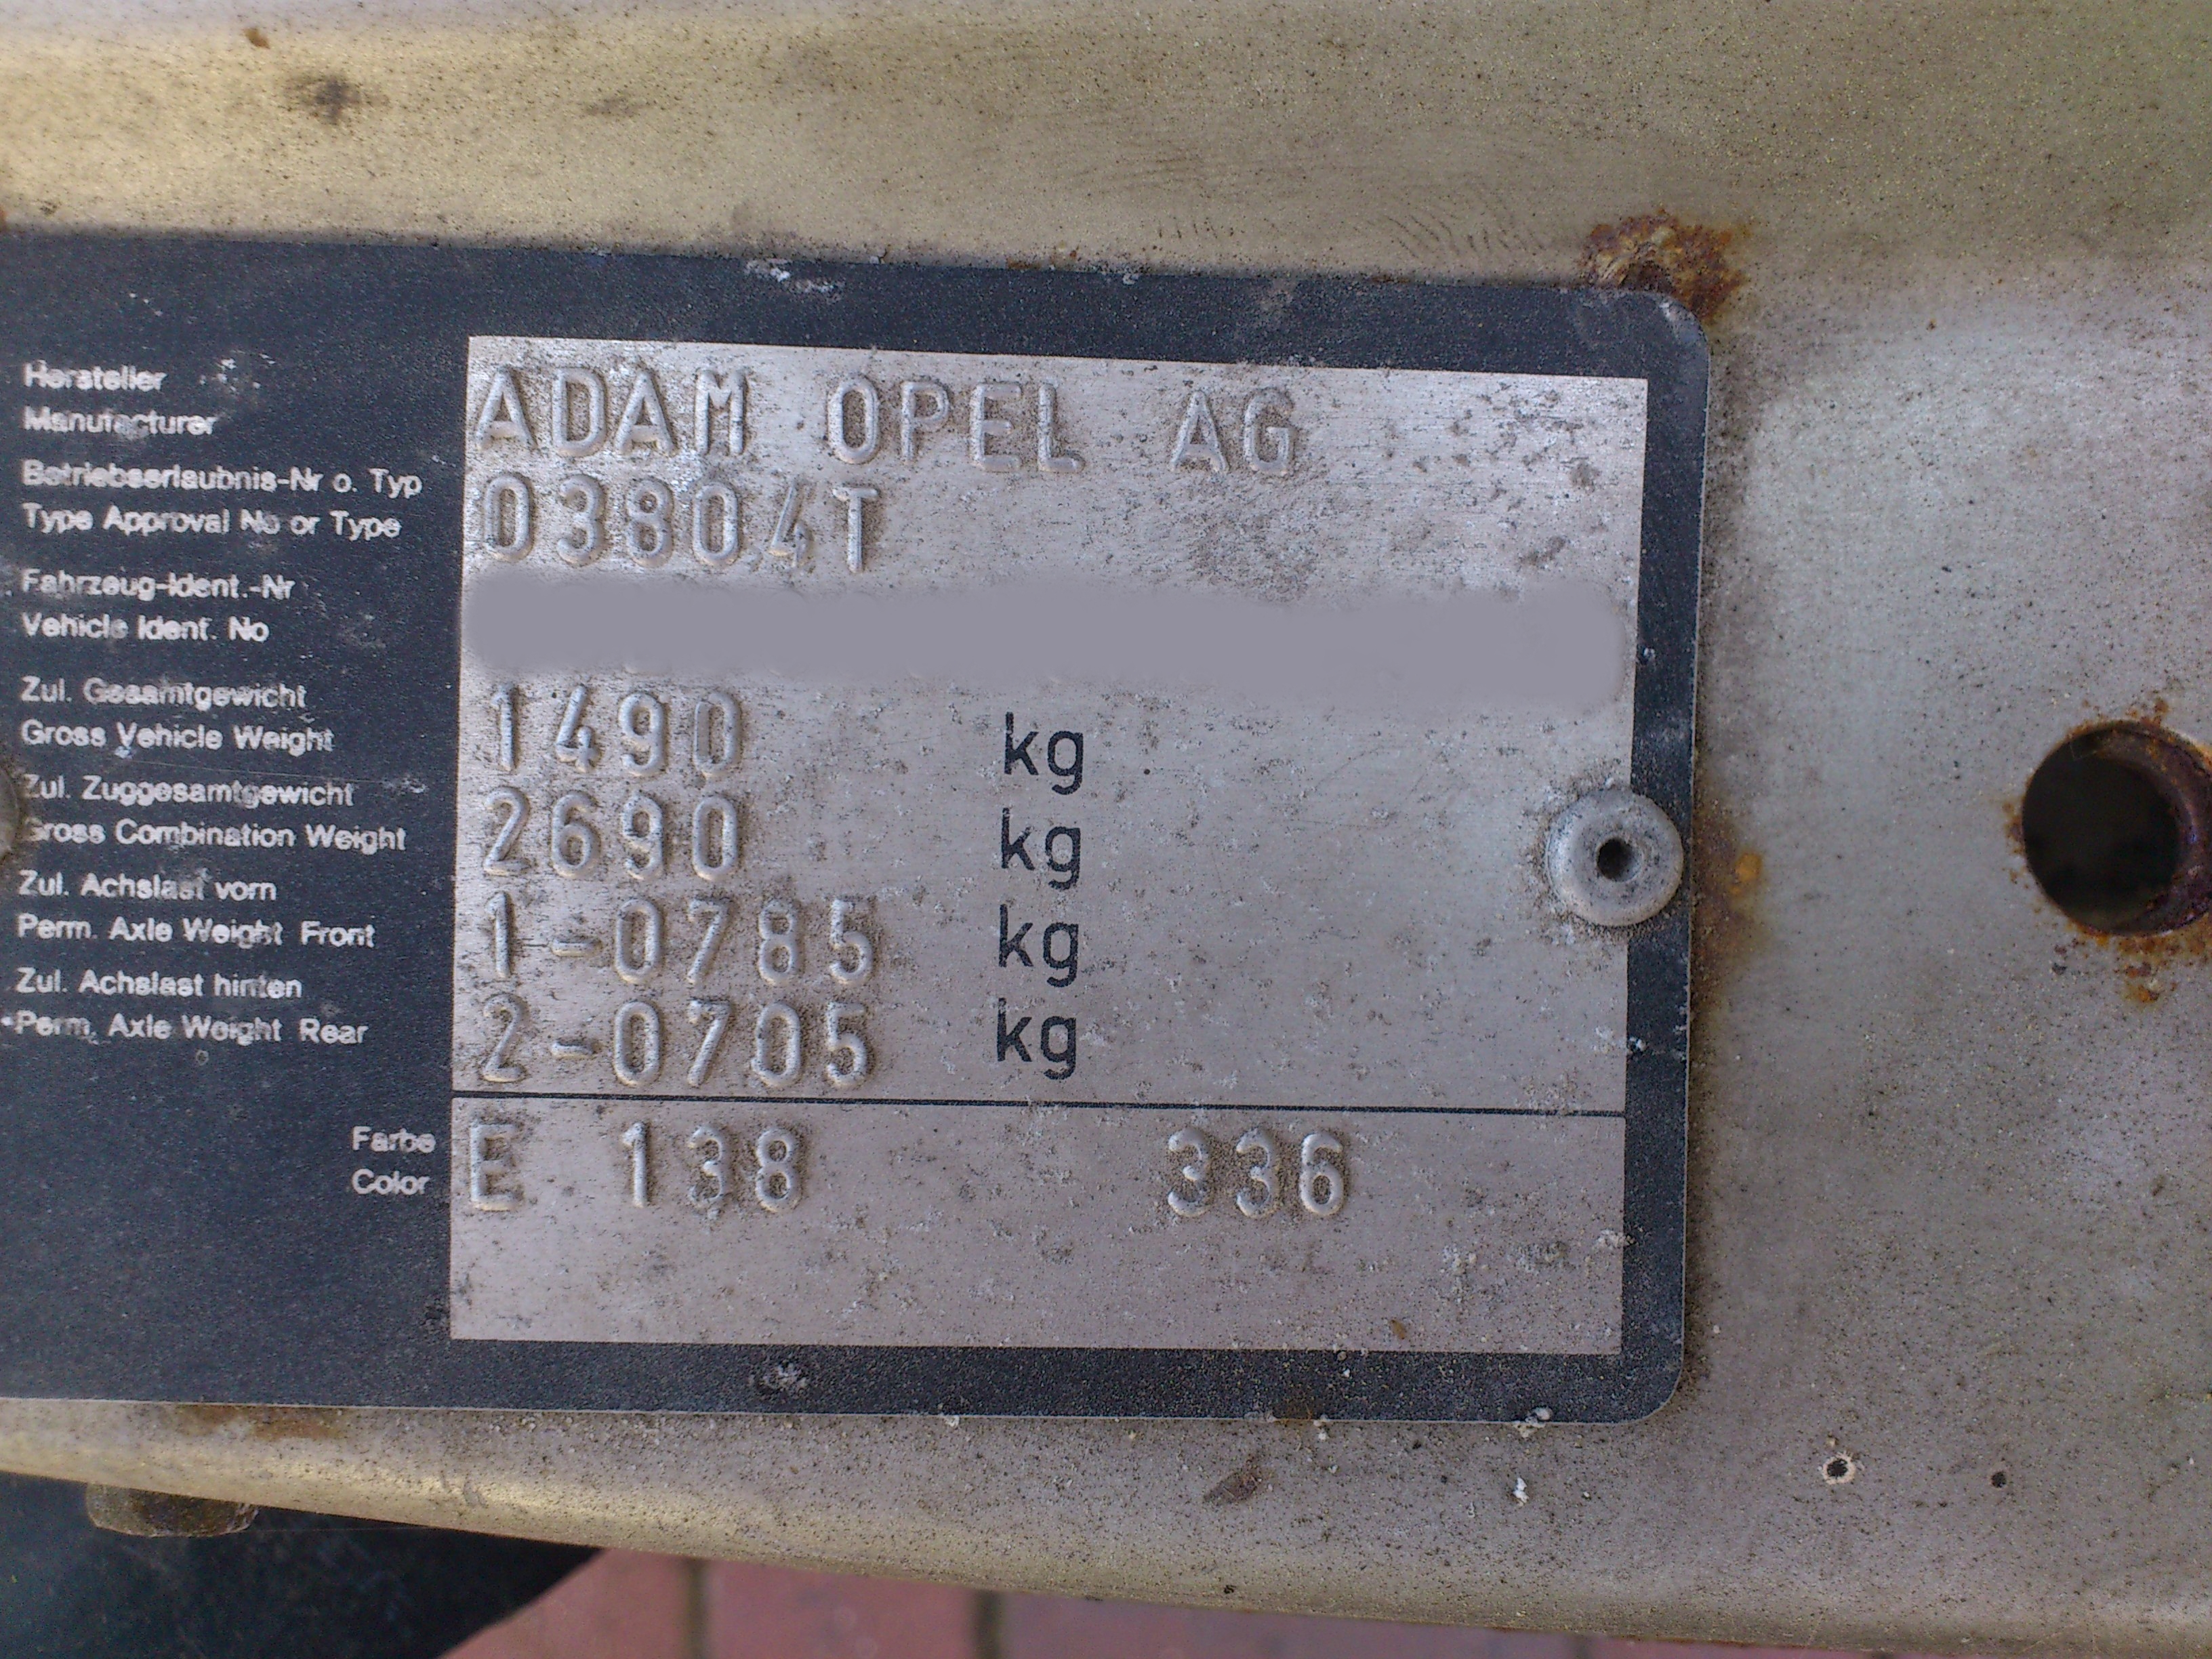 Hersteller
Manufacturer
ADAM OPEL AG
Betriebserlaubnis-Nr o. Typ
Type Approval No or Type
03804T
Fahrzeug-Ident.-Nr
Vehicle Ident. No
Zul. Gesamtgewicht
Gross Vehicle Weight
1490 kg
Zul. Zuggesamtgewicht
Gross Combination Weight
2690 kg
Zul. Achslast vorn
Perm. Axle Weight Front
1-0785 kg
Zul. Achslast hinten
Perm. Axle Weight Rear
2-0705 kg
Farbe
Color
E 138 336